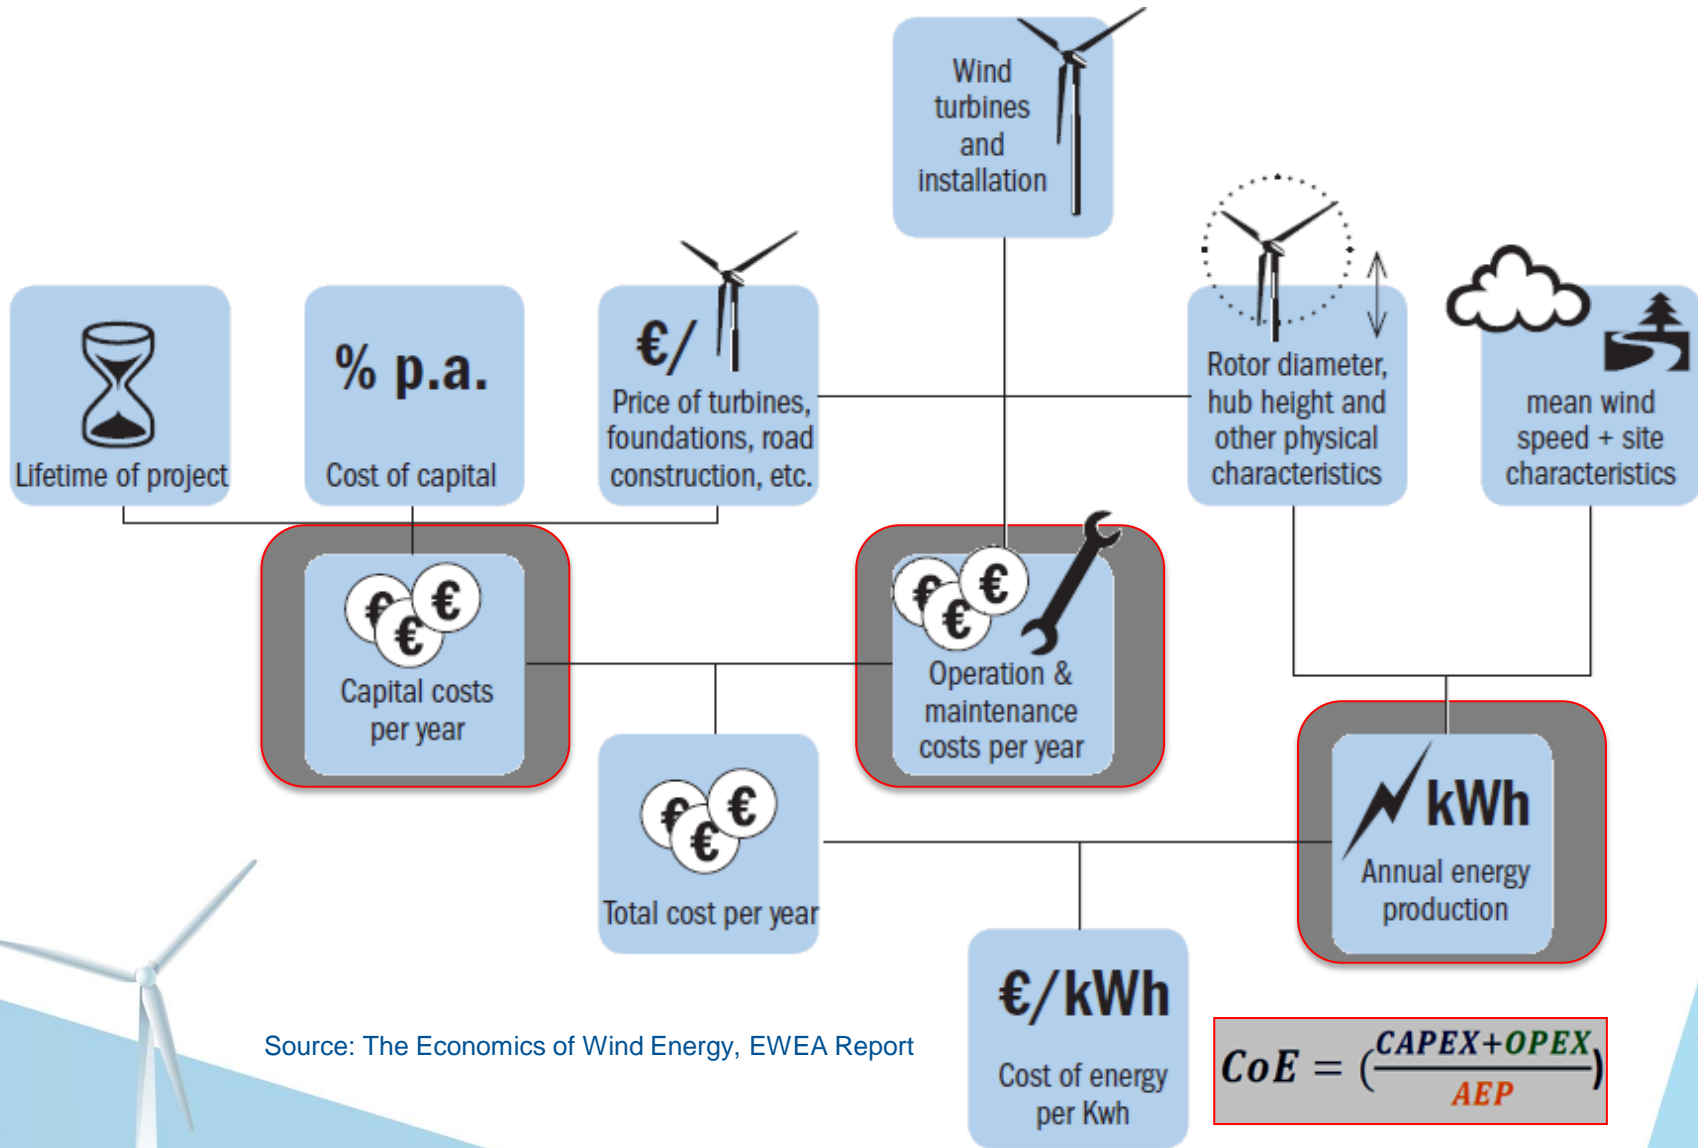 Wind
turbines
and
installation
Lifetime of project
% p.a.
Cost of capital
€/
Price of turbines,
foundations, road
construction, etc.
Rotor diameter,
hub height and
other physical
characteristics
mean wind
speed + site
characteristics
€ € €
Capital costs
per year
€ € €
Operation &
maintenance
costs per year
€ € €
Total cost per year
kWh
Annual energy
production
€/kWh
Cost of energy
per Kwh
Source: The Economics of Wind Energy, EWEA Report
CoE = (CAPEX+OPEX
AEP)